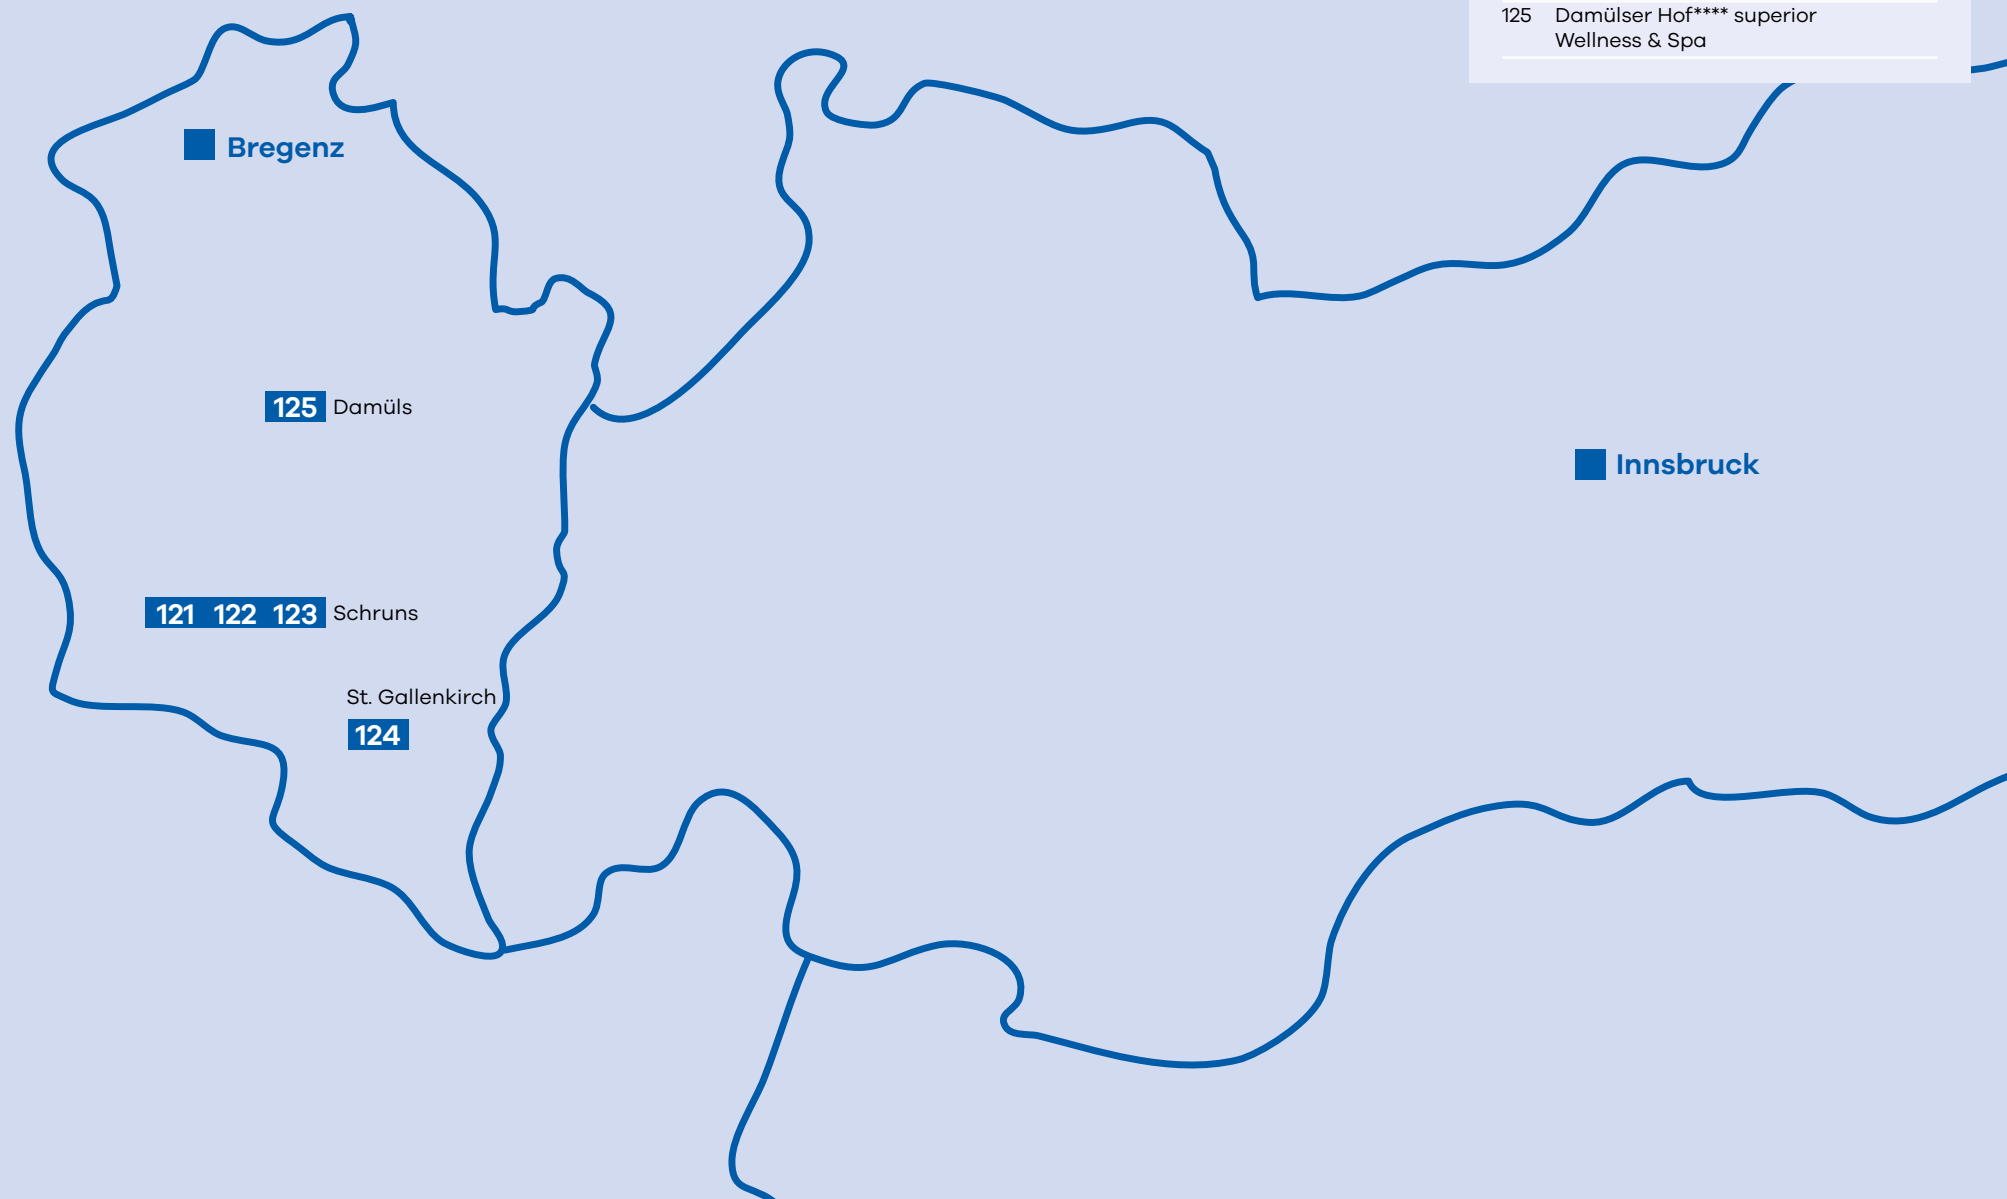 125 Damülser Hof**** superior
Wellness & Spa
Bregenz
125 Damüls
Innsbruck
121 122 123 Schruns
St. Gallenkirch
124